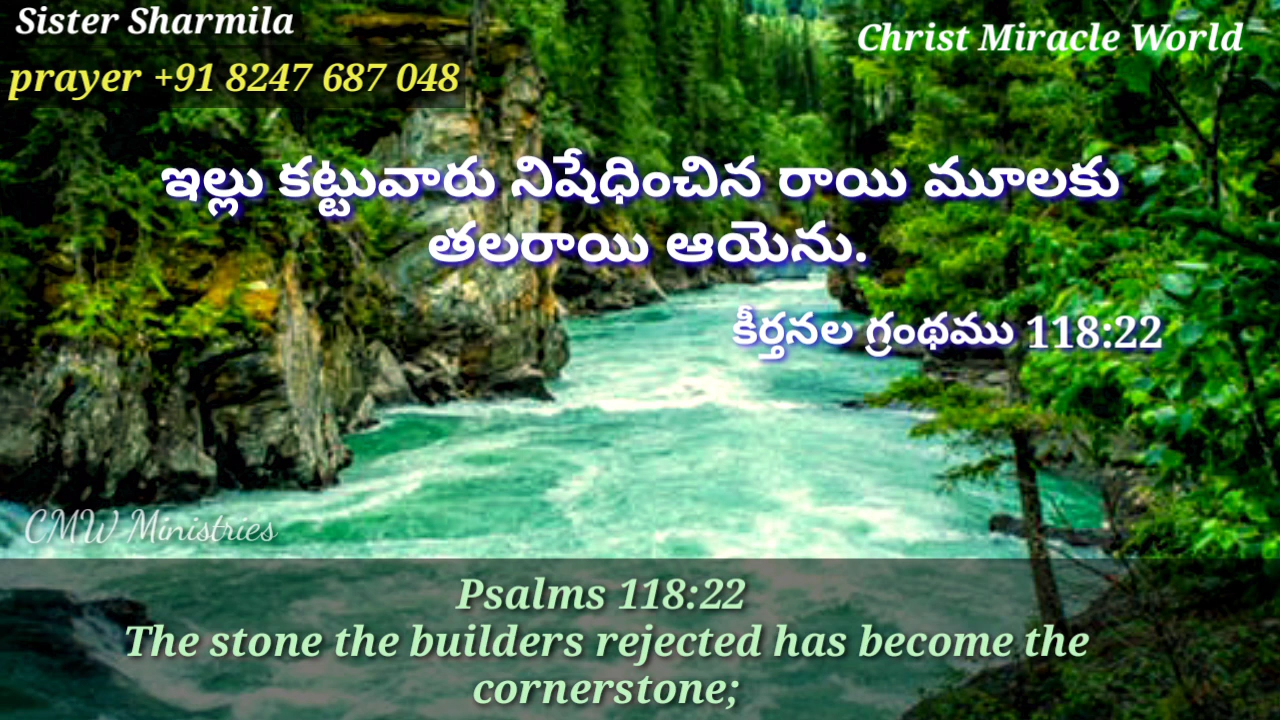 Sister Sharmila
Christ Miracle World
prayer +91 8247 687 048
ఇల్లు కట్టువారు నిషేధించిన రాయి మూలకు
తలరాయి ఆయెను.
కీర్తనల గ్రంథము 118:22
CMW Ministries
Psalms 118:22
The stone the builders rejected has become the
cornerstone;